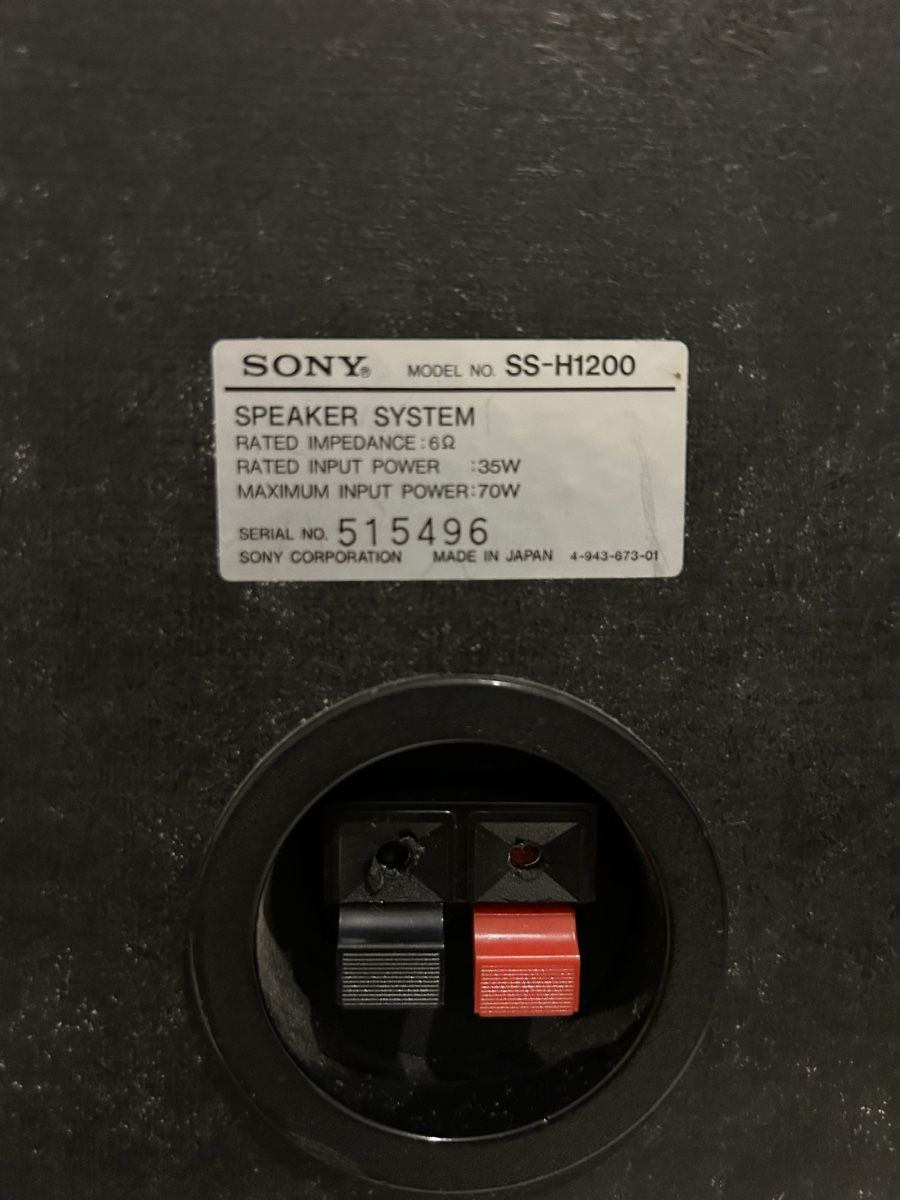 SONY® MODEL NO. SS-H1200
SPEAKER SYSTEM
RATED IMPEDANCE:6Ω
RATED INPUT POWER :35W
MAXIMUM INPUT POWER:70W
SERIAL NO. 515496
SONY CORPORATION MADE IN JAPAN 4-943-673-01